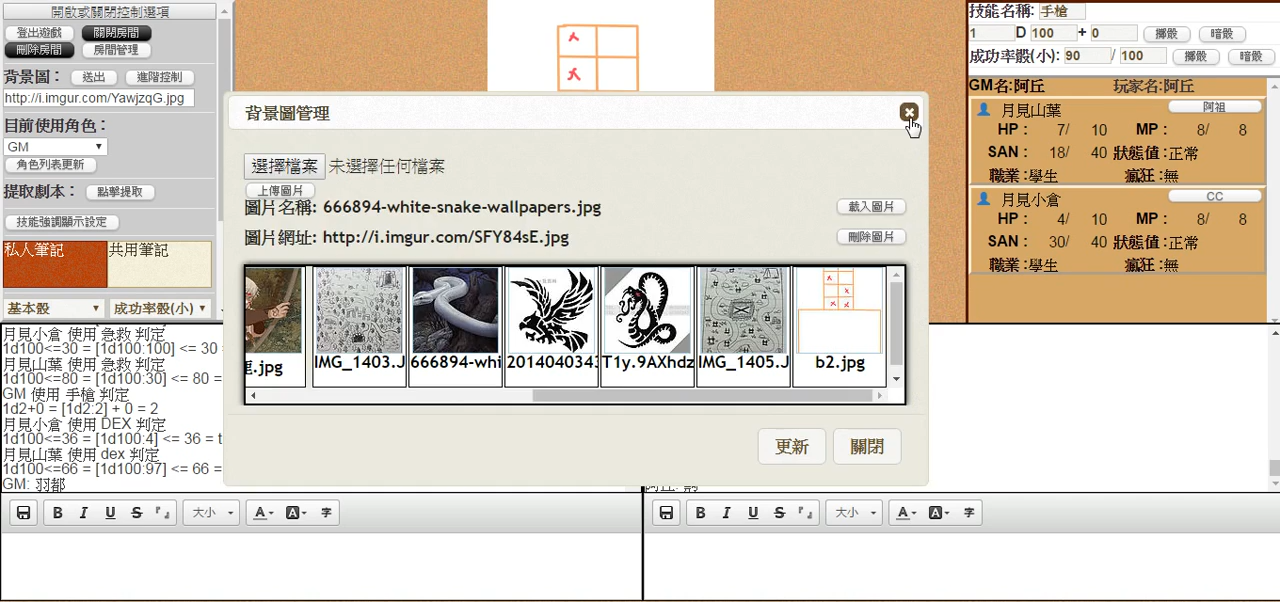 開啟或關閉控制選項
登出遊戲 關閉房間
刪除房間 房間管理
背景圖： 送出 進階控制
http://i.imgur.com/YawjzqG.jpg
目前使用角色：
GM
角色列表更新
提取劇本： 點擊提取
技能強調顯示設定
私人筆記 共用筆記
基本骰 成功率骰(小)
月見小倉 使用 急救 判定
1d100<=30 = [1d100:100] <= 30
月見山葉 使用 急救 判定
1d100<=80 = [1d100:30] <= 80 =
GM 使用 手槍 判定
1d2+0 = [1d2:2] + 0 = 2
月見小倉 使用 DEX 判定
1d100<=36 = [1d100:4] <= 36 = t
月見山葉 使用 dex 判定
1d100<=66 = [1d100:97] <= 66 =
GM: 羽都
背景圖管理
選擇檔案 未選擇任何檔案
上傳圖片
圖片名稱: 666894-white-snake-wallpapers.jpg 載入圖片
圖片網址: http://i.imgur.com/SFY84sE.jpg 刪除圖片
.jpg IMG_1403.J 666894-whi 2014040343 T1y.9AXhdz IMG_1405.J b2.jpg
更新 關閉
技能名稱: 手槍
1 D 100 + 0 擲骰 暗骰
成功率骰(小): 90 / 100 擲骰 暗骰
GM名:阿丘 玩家名:阿丘
月見山葉 阿祖
HP： 7/ 10 MP： 8/ 8
SAN： 18/ 40 狀態值:正常
職業:學生 瘋狂:無
月見小倉 CC
HP： 4/ 10 MP： 8/ 8
SAN： 30/ 40 狀態值:正常
職業:學生 瘋狂:無
B I U S 『』 大小 A A 字
B I U S 『』 大小 A A 字